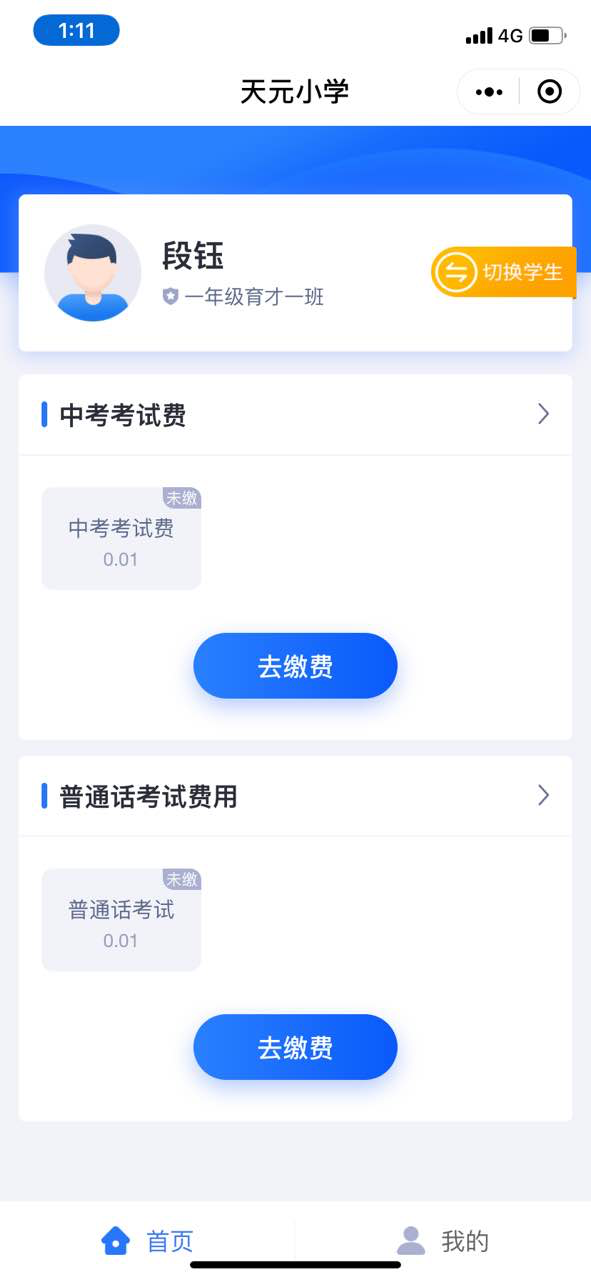 1:11
4G
天元小学
段钰
切换学生
一年级育才一班
中考考试费
未缴
中考考试费
0.01
去缴费
普通话考试费用
未缴
普通话考试
0.01
去缴费
首页
我的